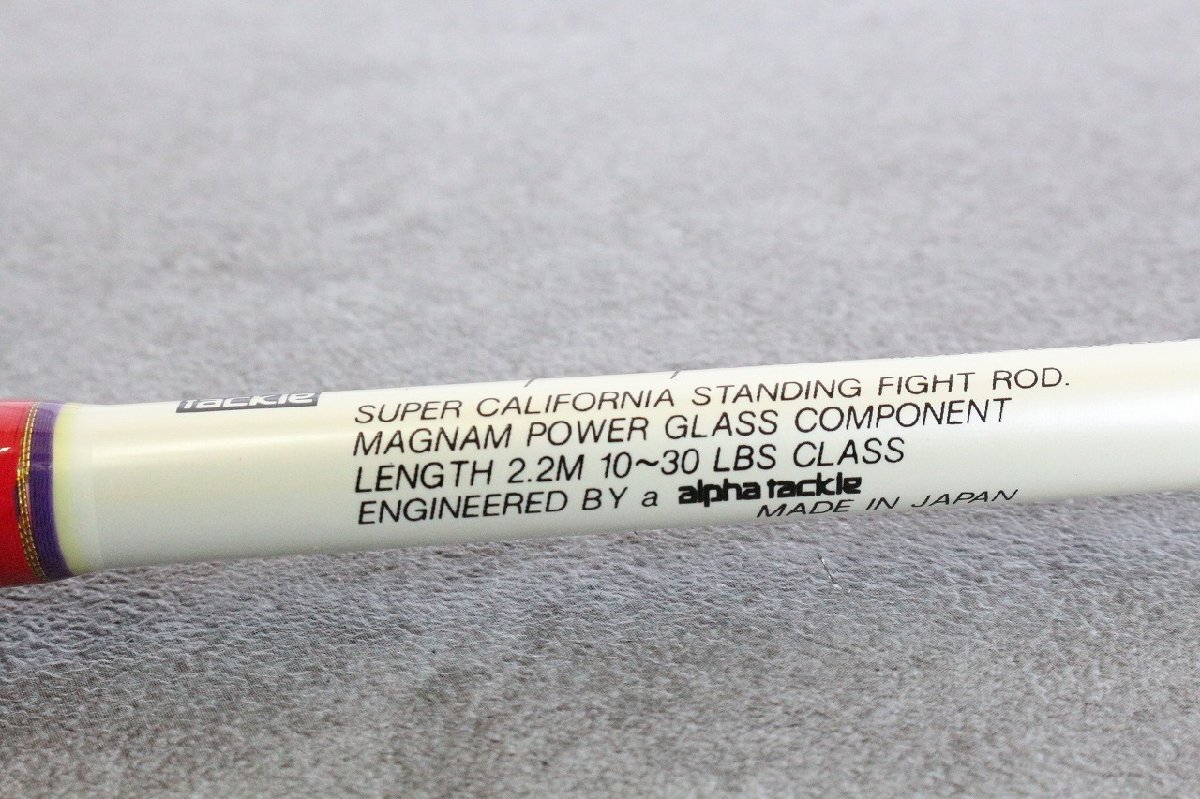 tackle
SUPER CALIFORNIA STANDING FIGHT ROD.
MAGNAM POWER GLASS COMPONENT
LENGTH 2.2M 10~30 LBS CLASS
ENGINEERED BY a alpha tackle
MADE IN JAPAN